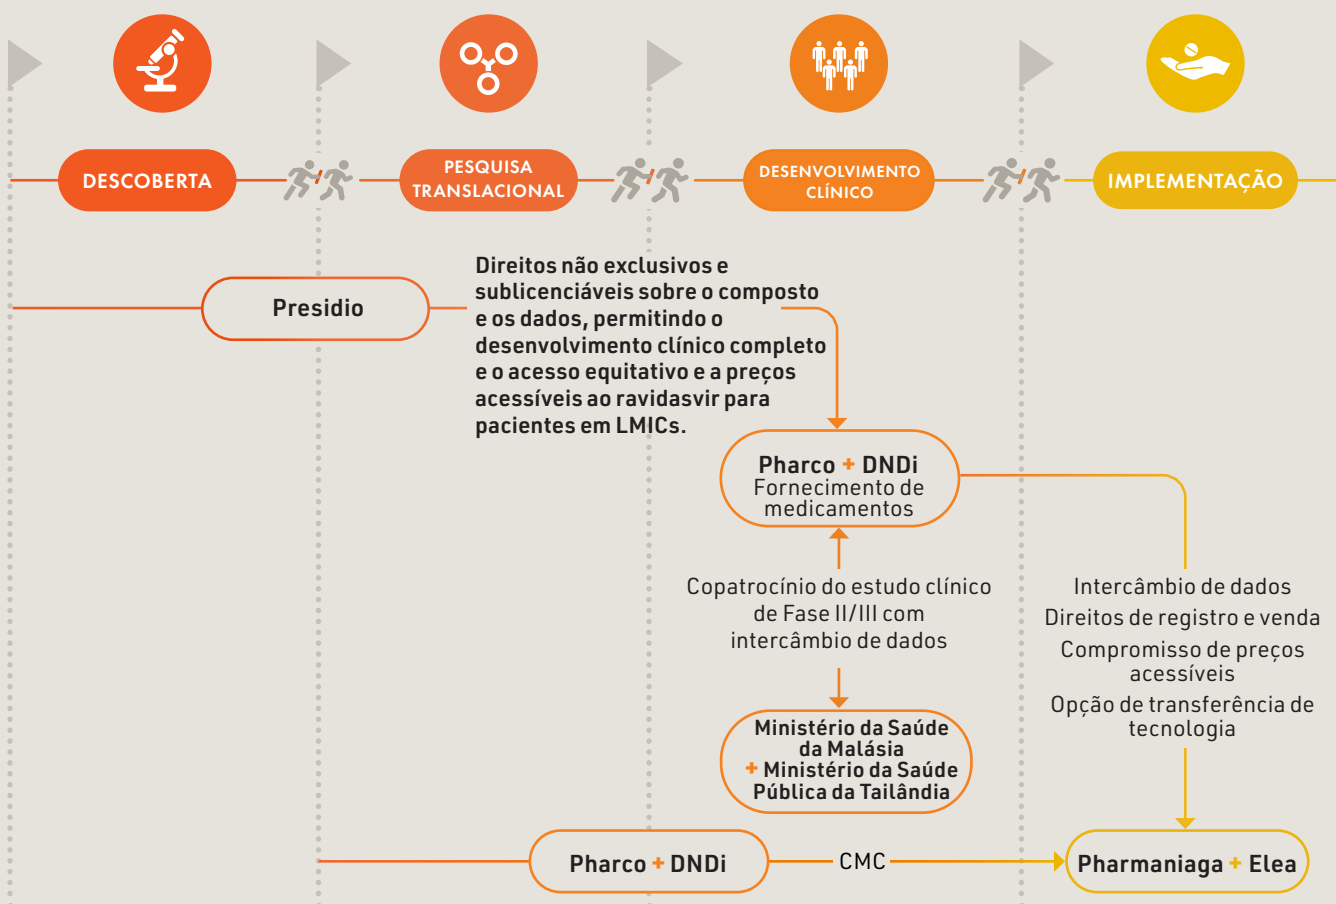 DESCOBERTA
PESQUISA
TRANSLACIONAL
DESENVOLVIMENTO
CLÍNICO
IMPLEMENTAÇÃO
Presidio
Direitos não exclusivos e
sublicenciáveis sobre o composto
e os dados, permitindo o
desenvolvimento clínico completo
e o acesso equitativo e a preços
acessíveis ao ravidasvir para
pacientes em LMICs.
Pharco + DNDi
Fornecimento de
medicamentos
Copatrocínio do estudo clínico
de Fase II/III com
intercâmbio de dados
Intercâmbio de dados
Direitos de registro e venda
Compromisso de preços
acessíveis
Opção de transferência de
tecnologia
Ministério da Saúde
da Malásia
+ Ministério da Saúde
Pública da Tailândia
Pharco + DNDi
CMC
Pharmaniaga + Elea